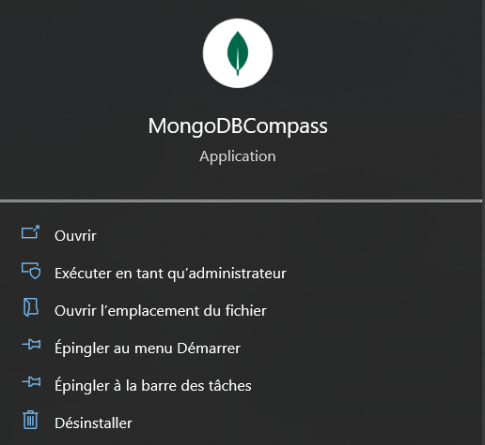 MongoDBCompass
Application
Ouvrir
Exécuter en tant qu'administrateur
Ouvrir l'emplacement du fichier
Épingler au menu Démarrer
Épingler à la barre des tâches
Désinstaller